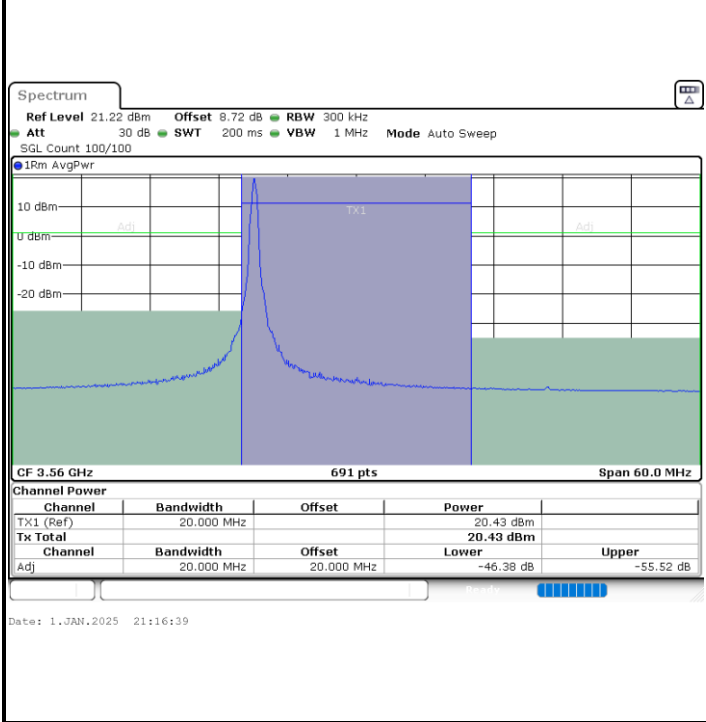 Spectrum
Ref Level 21.22 dBm Offset 8.72 dB RBW 300 kHz
Att 30 dB SWT 200 ms VBW 1 MHz Mode Auto Sweep
SGL Count 100/100
1Rm AvgPwr
10 dBm
TX1
Adj Adj
0 dBm
-10 dBm
-20 dBm
CF 3.56 GHz 691 pts Span 60.0 MHz
Channel Power
Channel Bandwidth Offset Power
TX1 (Ref) 20.000 MHz 20.43 dBm
Tx Total 20.43 dBm
Channel Bandwidth Offset Lower Upper
Adj 20.000 MHz 20.000 MHz -46.38 dB -55.52 dB
Ready
Date: 1.JAN.2025 21:16:39